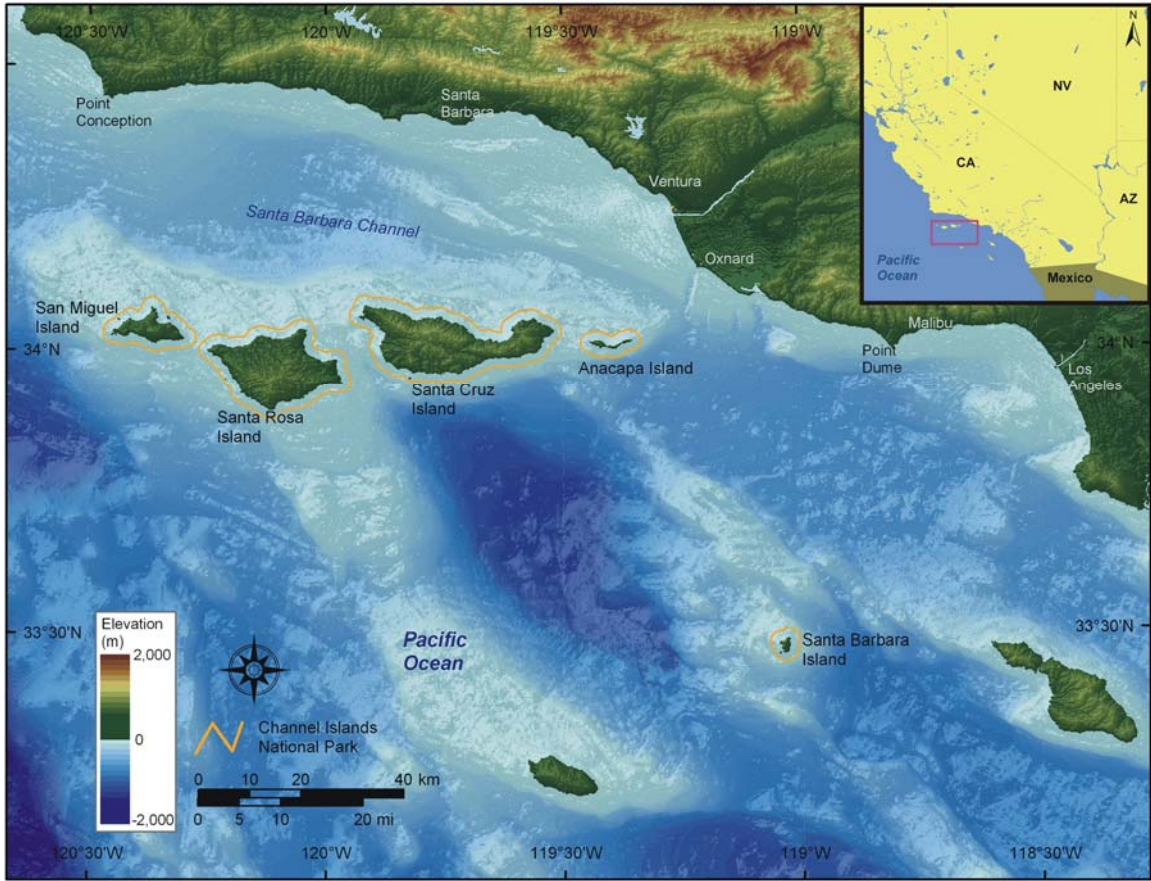 120°30'W
120°W
119°30'W
119°W
N
NV
CA
AZ
Pacific
Ocean
Mexico
Point
Conception
Santa
Barbara
Ventura
Santa Barbara Channel
Oxnard
San Miguel
Island
34°N
Malibu
34°N
Point
Dume
Los
Angeles
Anacapa Island
Santa Cruz
Island
Santa Rosa
Island
33°30'N
33°30'N
Elevation
(m)
2,000
0
-2,000
Pacific
Ocean
Santa Barbara
Island
Channel Islands
National Park
0 10 20 40 km
0 5 10 20 mi
120°30'W
120°W
119°30'W
119°W
118°30'W